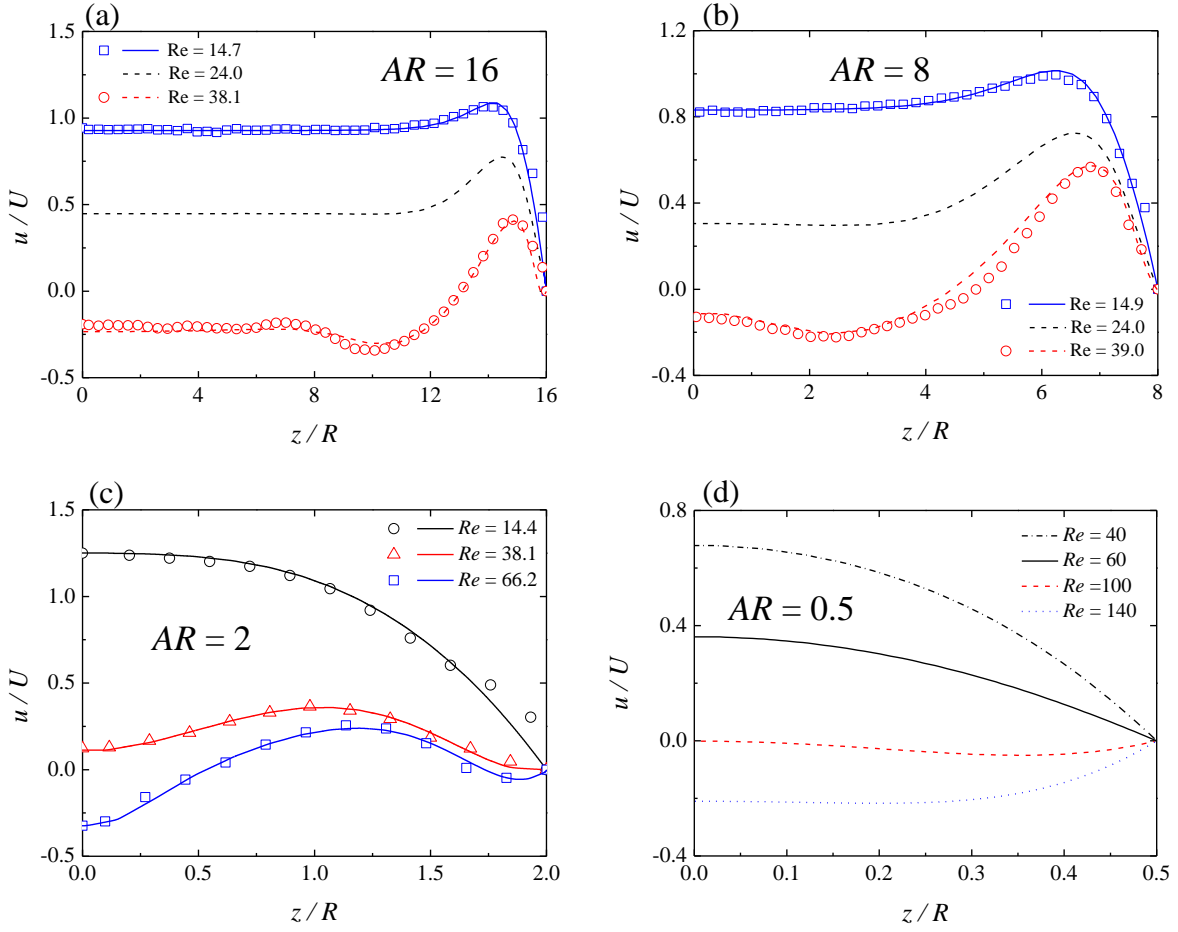 (a)
Re = 14.7
Re = 24.0
Re = 38.1
AR = 16
1.5
1.0
0.5
0.0
-0.5
u / U
0 4 8 12 16
z / R
(b)
AR = 8
Re = 14.9
Re = 24.0
Re = 39.0
1.2
0.8
0.4
0.0
-0.4
u / U
0 2 4 6 8
z / R
(c)
Re = 14.4
Re = 38.1
Re = 66.2
AR = 2
1.5
1.0
0.5
0.0
-0.5
u / U
0.0 0.5 1.0 1.5 2.0
z / R
(d)
Re = 40
Re = 60
Re =100
Re = 140
AR = 0.5
0.8
0.4
0.0
-0.4
u / U
0.0 0.1 0.2 0.3 0.4 0.5
z / R